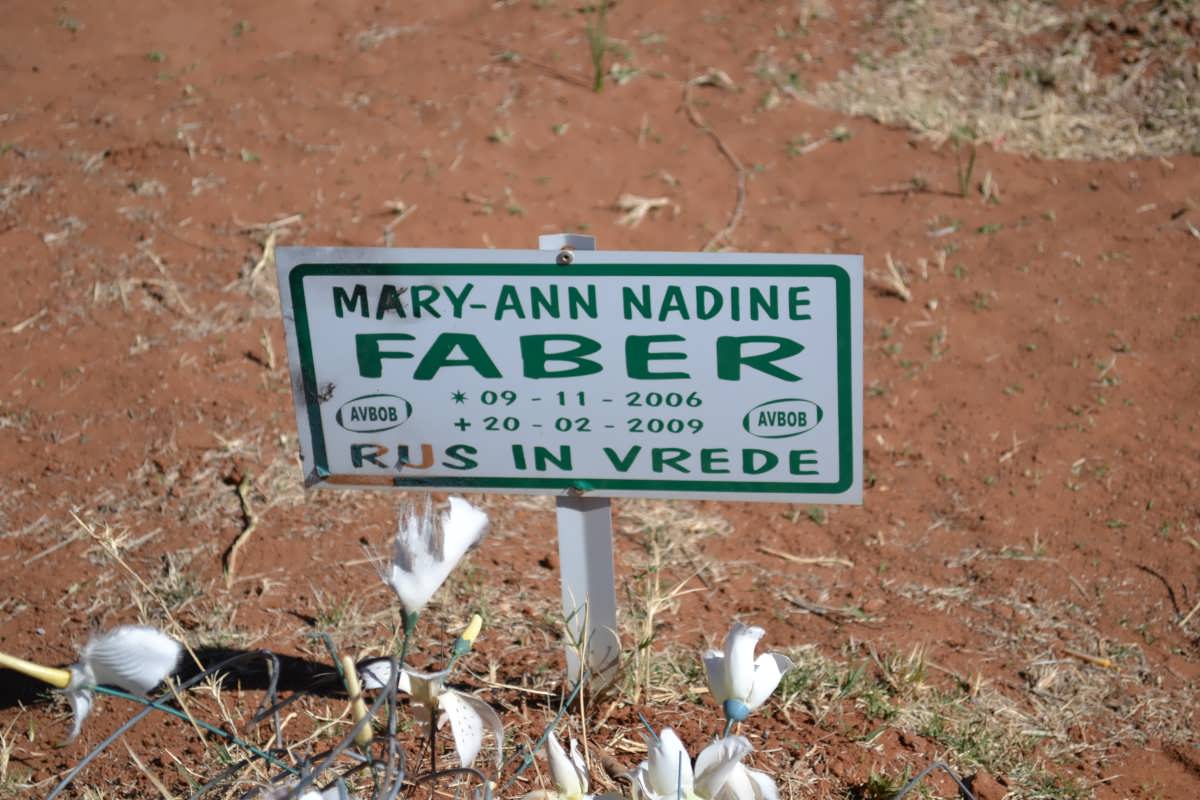 MARY-ANN NADINE
FABER
* 09 - 11 - 2006
AVBOB
AVBOB
+ 20 - 02 - 2009
RUS IN VREDE